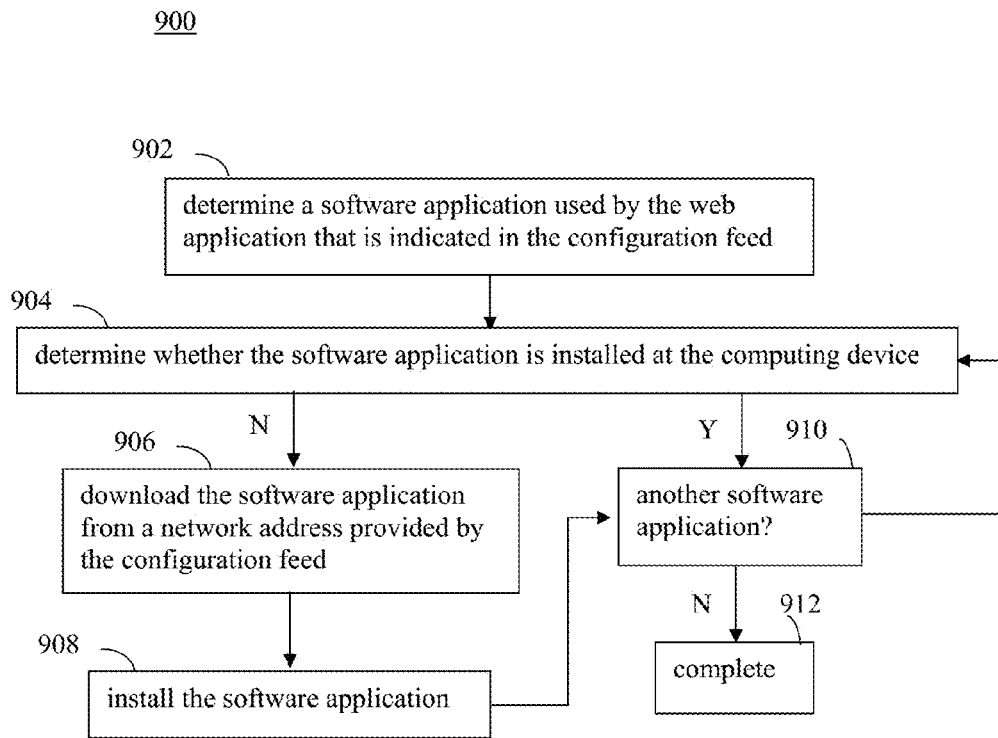 900
902
determine a software application used by the web
application that is indicated in the configuration feed
904
determine whether the software application is installed at the computing device
N
Y
906
910
download the software application
from a network address provided by
the configuration feed
another software
application?
N
912
908
install the software application
complete